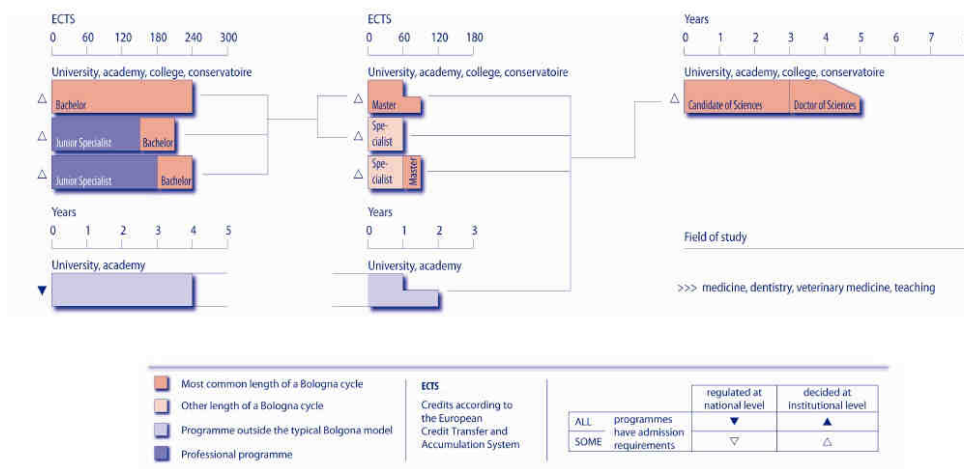 ECTS
0 60 120 180 240 300
University, academy, college, conservatoire
Bachelor
Junior Specialist Bachelor
Junior Specialist Bachelor
Years
0 1 2 3 4 5
University, academy
ECTS
0 60 120 180
University, academy, college, conservatoire
Master
Spe-
cialist
Spe-
cialist
Master
Years
0 1 2 3
University, academy
Years
0 1 2 3 4 5 6 7
University, academy, college, conservatoire
Candidate of Sciences Doctor of Sciences
Field of study
>>> medicine, dentistry, veterinary medicine, teaching
Most common length of a Bologna cycle
Other length of a Bologna cycle
Programme outside the typical Bolgona model
Professional programme
ECTS
Credits according to
the European
Credit Transfer and
Accumulation System
regulated at
national level
decided at
institutional level
ALL
SOME
programmes
have admission
requirements